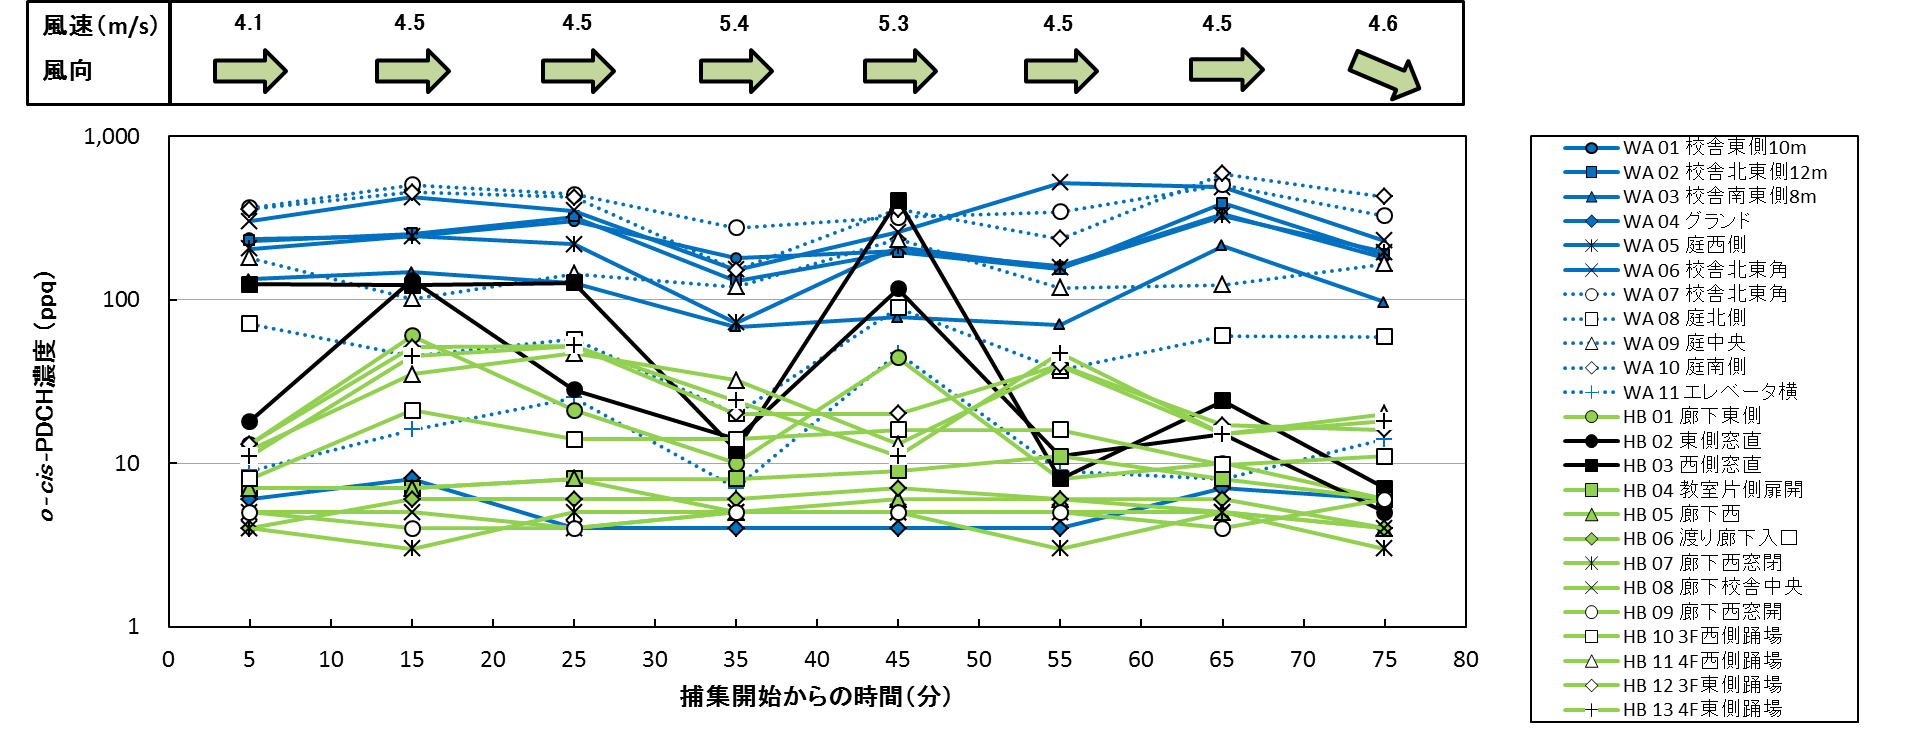 風速(m/s) 4.1 4.5 4.5 5.4 5.3 4.5 4.5 4.6
風向
o-cis-PDCH濃度 (ppq)
1,000
100
10
1
0 5 10 15 20 25 30 35 40 45 50 55 60 65 70 75 80
捕集開始からの時間(分)
WA 01 校舎東側10m
WA 02 校舎北東側12m
WA 03 校舎南東側8m
WA 04 グランド
WA 05 庭西側
WA 06 校舎北東角
WA 07 校舎北東角
WA 08 庭北側
WA 09 庭中央
WA 10 庭南側
WA 11 エレベータ横
HB 01 廊下東側
HB 02 東側窓直
HB 03 西側窓直
HB 04 教室片側扉開
HB 05 廊下西
HB 06 渡り廊下入口
HB 07 廊下西窓閉
HB 08 廊下校舎中央
HB 09 廊下西窓開
HB 10 3F西側踊場
HB 11 4F西側踊場
HB 12 3F東側踊場
HB 13 4F東側踊場